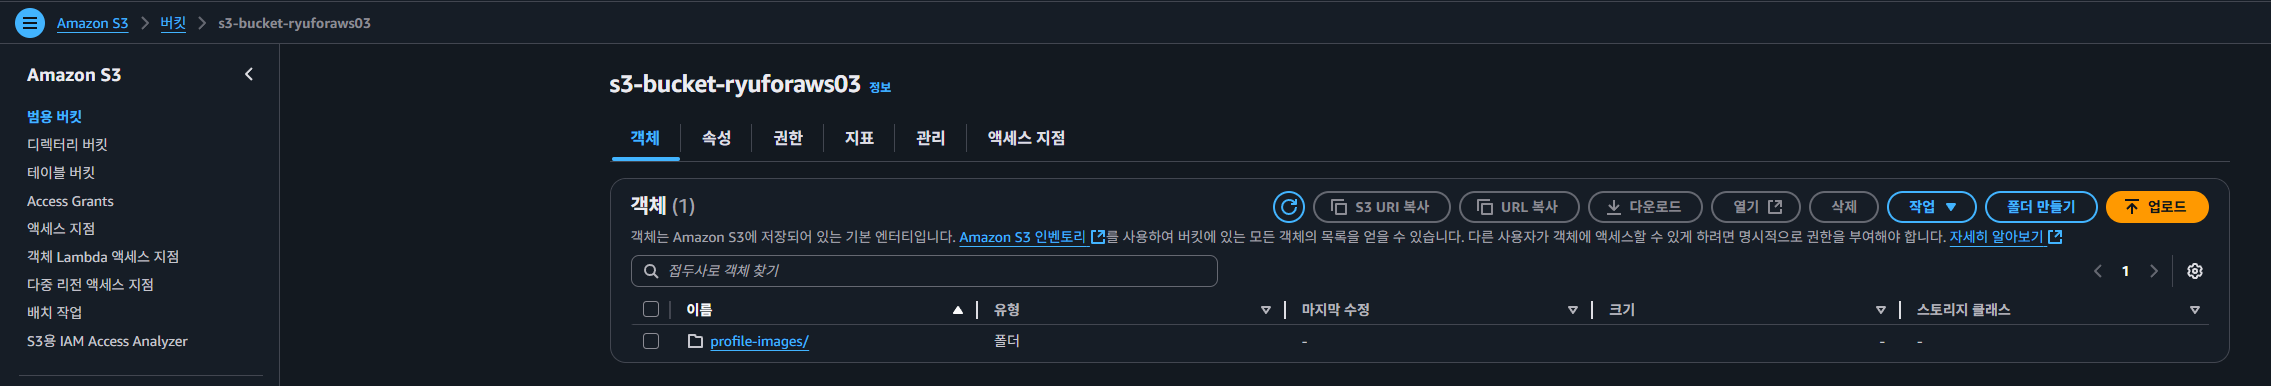 Amazon S3 > 버킷 > s3-bucket-ryuforaws03
Amazon S3
범용 버킷
디렉터리 버킷
테이블 버킷
Access Grants
액세스 지점
객체 Lambda 액세스 지점
다중 리전 액세스 지점
배치 작업
S3용 IAM Access Analyzer
s3-bucket-ryuforaws03 정보
객체 속성 권한 지표 관리 액세스 지점
객체 (1) S3 URI 복사 URL 복사 다운로드 열기 삭제 작업 폴더 만들기 업로드
객체는 Amazon S3에 저장되어 있는 기본 엔터티입니다. Amazon S3 인벤토리를 사용하여 버킷에 있는 모든 객체의 목록을 얻을 수 있습니다. 다른 사용자가 객체에 액세스할 수 있게 하려면 명시적으로 권한을 부여해야 합니다. 자세히 알아보기
접두사로 객체 찾기 1
이름 유형 마지막 수정 크기 스토리지 클래스
profile-images/ 폴더 - - -